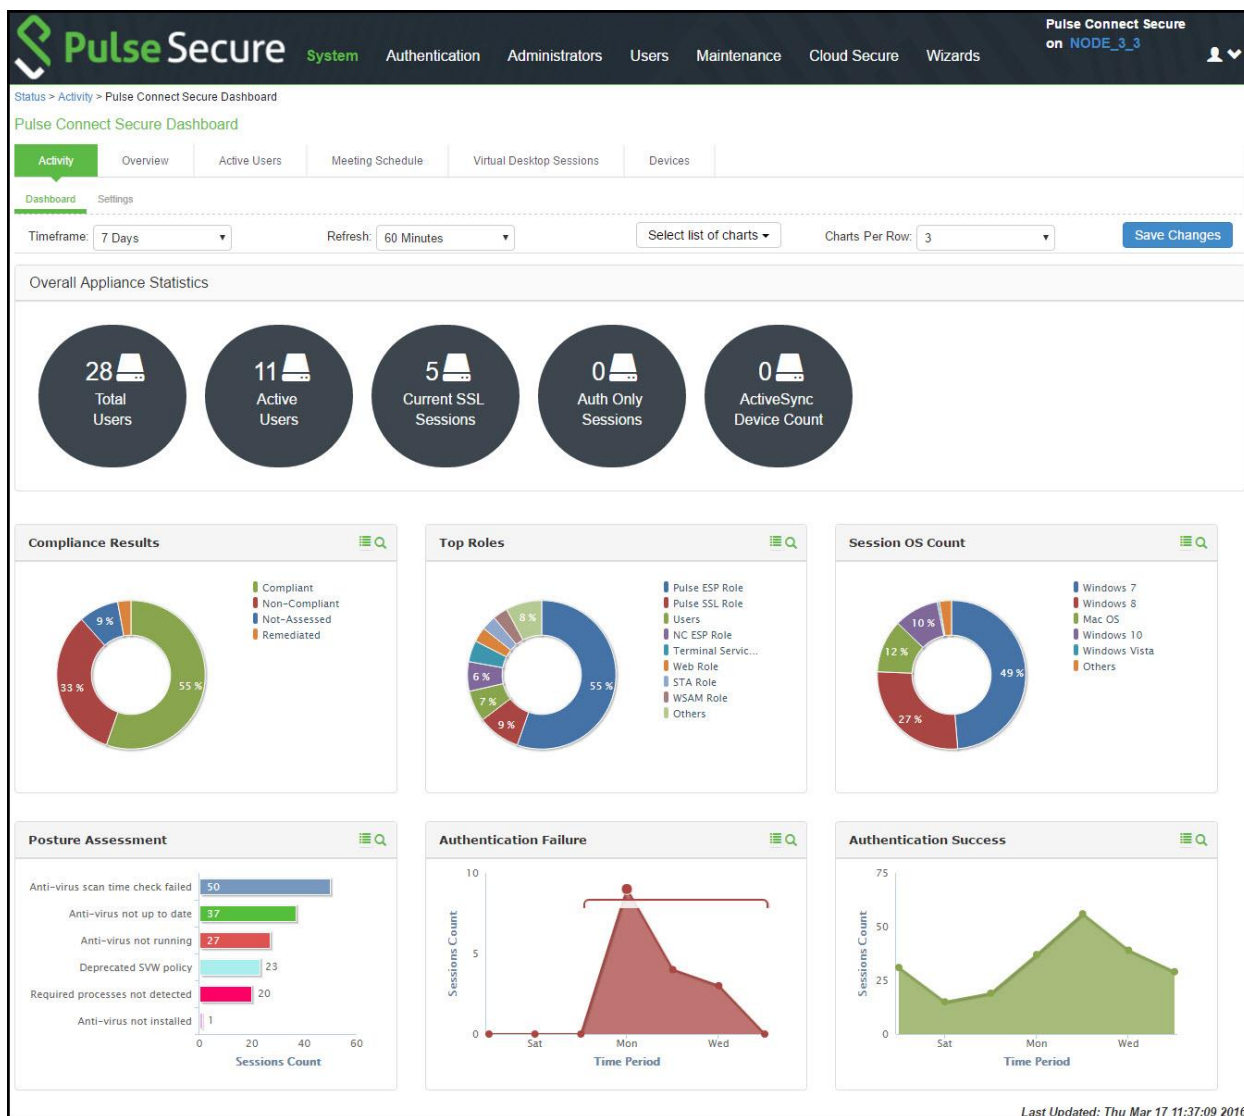 Pulse Secure
System Authentication Administrators Users Maintenance Cloud Secure Wizards
Pulse Connect Secure
on NODE_3_3
Status > Activity > Pulse Connect Secure Dashboard
Pulse Connect Secure Dashboard
Activity Overview Active Users Meeting Schedule Virtual Desktop Sessions Devices
Dashboard Settings
Timeframe: 7 Days Refresh: 60 Minutes Select list of charts Charts Per Row: 3 Save Changes
Overall Appliance Statistics
28
Total
Users
11
Active
Users
5
Current SSL
Sessions
0
Auth Only
Sessions
0
ActiveSync
Device Count
Compliance Results
Compliant
Non-Compliant
Not-Assessed
Remediated
9 %
33 %
55 %
Top Roles
Pulse ESP Role
Pulse SSL Role
Users
NC ESP Role
Terminal Servic...
Web Role
STA Role
WSAM Role
Others
8 %
6 %
7 %
9 %
55 %
Session OS Count
Windows 7
Windows 8
Mac OS
Windows 10
Windows Vista
Others
10 %
12 %
27 %
49 %
Posture Assessment
Anti-virus scan time check failed 50
Anti-virus not up to date 37
Anti-virus not running 27
Deprecated SVW policy 23
Required processes not detected 20
Anti-virus not installed 1
0 20 40 60
Sessions Count
Authentication Failure
10
5
0
Sessions Count
Sat Mon Wed
Time Period
Authentication Success
75
50
25
0
Sessions Count
Sat Mon Wed
Time Period
Last Updated: Thu Mar 17 11:37:09 2016